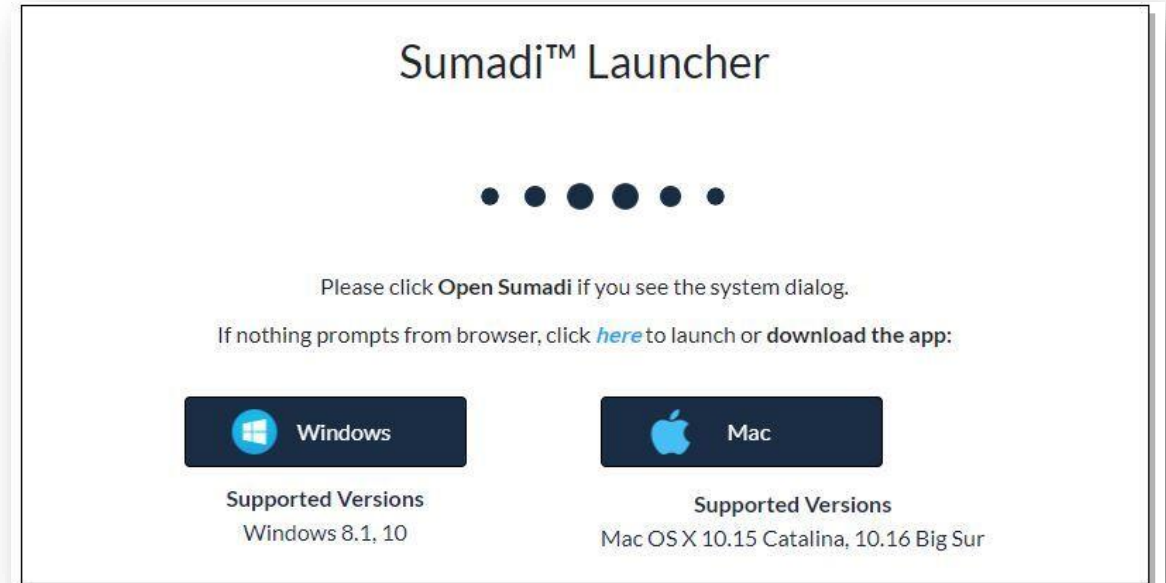 Sumadi™ Launcher
Please click Open Sumadi if you see the system dialog.
If nothing prompts from browser, click here to launch or download the app:
Windows
Mac
Supported Versions
Windows 8.1, 10
Supported Versions
Mac OS X 10.15 Catalina, 10.16 Big Sur